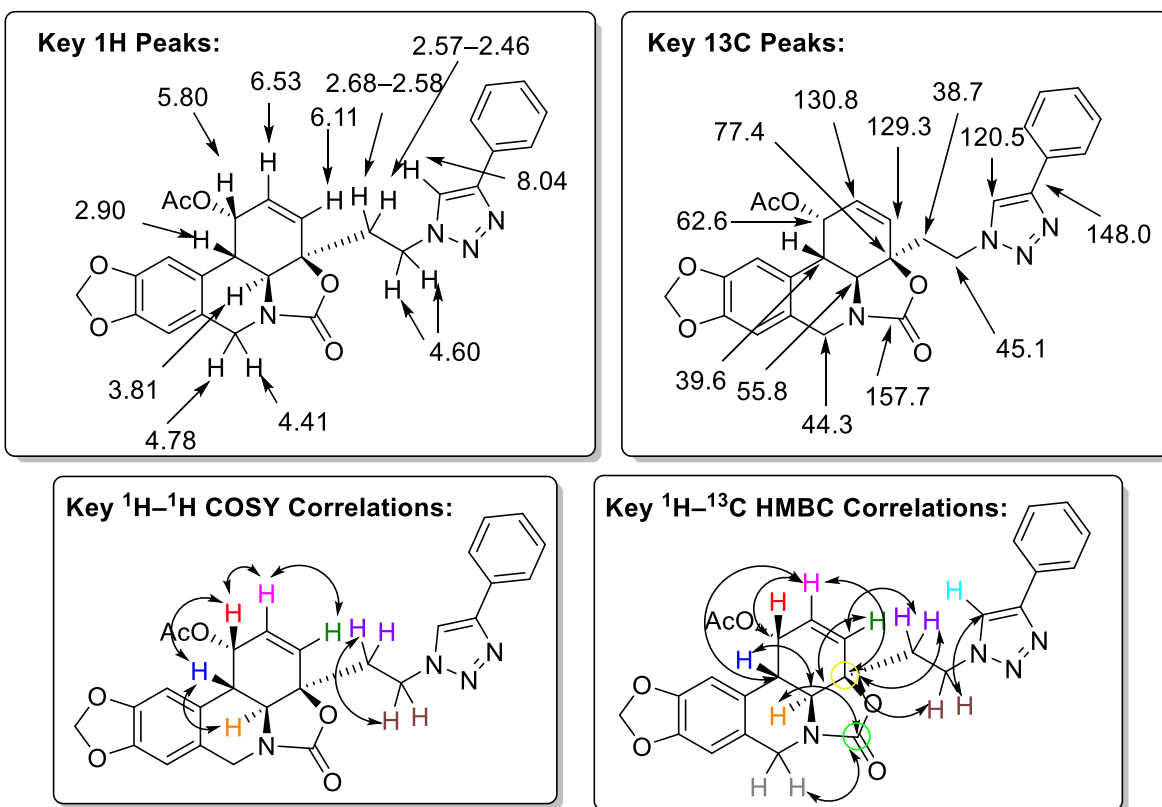 Key 1H Peaks:
2.57–2.46
6.53
2.68–2.58
5.80
6.11
H
H
H
H
H
H
8.04
AcO
2.90
H
N
N
N
O
O
H
O
N
H
H
O
H
H
4.60
3.81
4.41
4.78
Key 13C Peaks:
130.8
38.7
77.4
129.3
120.5
AcO
62.6
H
N
N
N
148.0
O
O
N
O
O
45.1
39.6
55.8
157.7
44.3
Key ¹H–¹H COSY Correlations:
H
H
AcO
H
H
H
H
N
N
N
H
H
H
O
O
O
N
O
Key ¹H–¹³C HMBC Correlations:
H
H
H
AcO
H
H
H
H
N
N
N
H
H
H
O
O
O
N
O
H
H